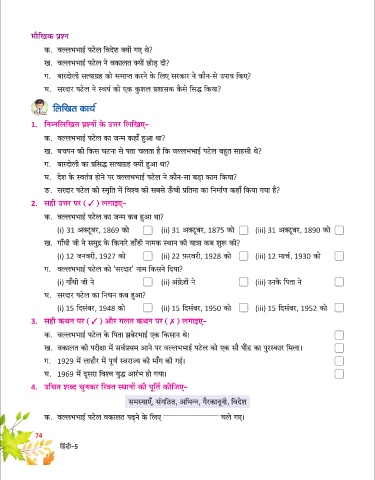 मौखिक प्रश्न
क. वल्लभभाई पटेल विदेश क्यों गए थे?
ख. वल्लभभाई पटेल ने वकालत क्यों छोड़ दी?
ग. बारदोली सत्याग्रह को समाप्त करने के लिए सरकार ने कौन-से उपाय किए?
घ. सरदार पटेल ने स्वयं को एक कुशल प्रशासक कैसे सिद्ध किया?
लिखित कार्य
1. निम्नलिखित प्रश्नों के उत्तर लिखिए-
क. वल्लभभाई पटेल का जन्म कहाँ हुआ था?
ख. बचपन की किस घटना से पता चलता है कि वल्लभभाई पटेल बहुत साहसी थे?
ग. बारदोली का प्रसिद्ध सत्याग्रह क्यों हुआ था?
घ. देश के स्वतंत्र होने पर वल्लभभाई पटेल ने कौन-सा बड़ा काम किया?
ङ. सरदार पटेल की स्मृति में विश्व की सबसे ऊँची प्रतिमा का निर्माण कहाँ किया गया है?
2. सही उत्तर पर (✓) लगाइए-
क. वल्लभभाई पटेल का जन्म कब हुआ था?
(i) 31 अक्टूबर, 1869 को (ii) 31 अक्टूबर, 1875 को (iii) 31 अक्टूबर, 1890 को
ख. गाँधी जी ने समुद्र के किनारे डाँडी नामक स्थान की यात्रा कब शुरू की?
(i) 12 जनवरी, 1927 को (ii) 22 फ़रवरी, 1928 को (iii) 12 मार्च, 1930 को
ग. वल्लभभाई पटेल को 'सरदार' नाम किसने दिया?
(i) गाँधी जी ने (ii) अंग्रेज़ों ने (iii) उनके पिता ने
घ. सरदार पटेल का निधन कब हुआ?
(i) 15 दिसंबर, 1948 को (ii) 15 दिसंबर, 1950 को (iii) 15 दिसंबर, 1952 को
3. सही कथन पर (✓) और गलत कथन पर (✗) लगाइए-
क. वल्लभभाई पटेल के पिता झबेरभाई एक किसान थे।
ख. वकालत की परीक्षा में सर्वप्रथम आने पर वल्लभभाई पटेल को एक सौ पौंड का पुरस्कार मिला।
ग. 1929 में लाहौर में पूर्ण स्वराज्य की माँग की गई।
घ. 1969 में दूसरा विश्व युद्ध आरंभ हो गया।
4. उचित शब्द चुनकर रिक्त स्थानों की पूर्ति कीजिए-
समस्याएँ, संगठित, अभिन्न, गैरकानूनी, विदेश
क. वल्लभभाई पटेल वकालत पढ़ने के लिए ____________ चले गए।
74
हिंदी-5